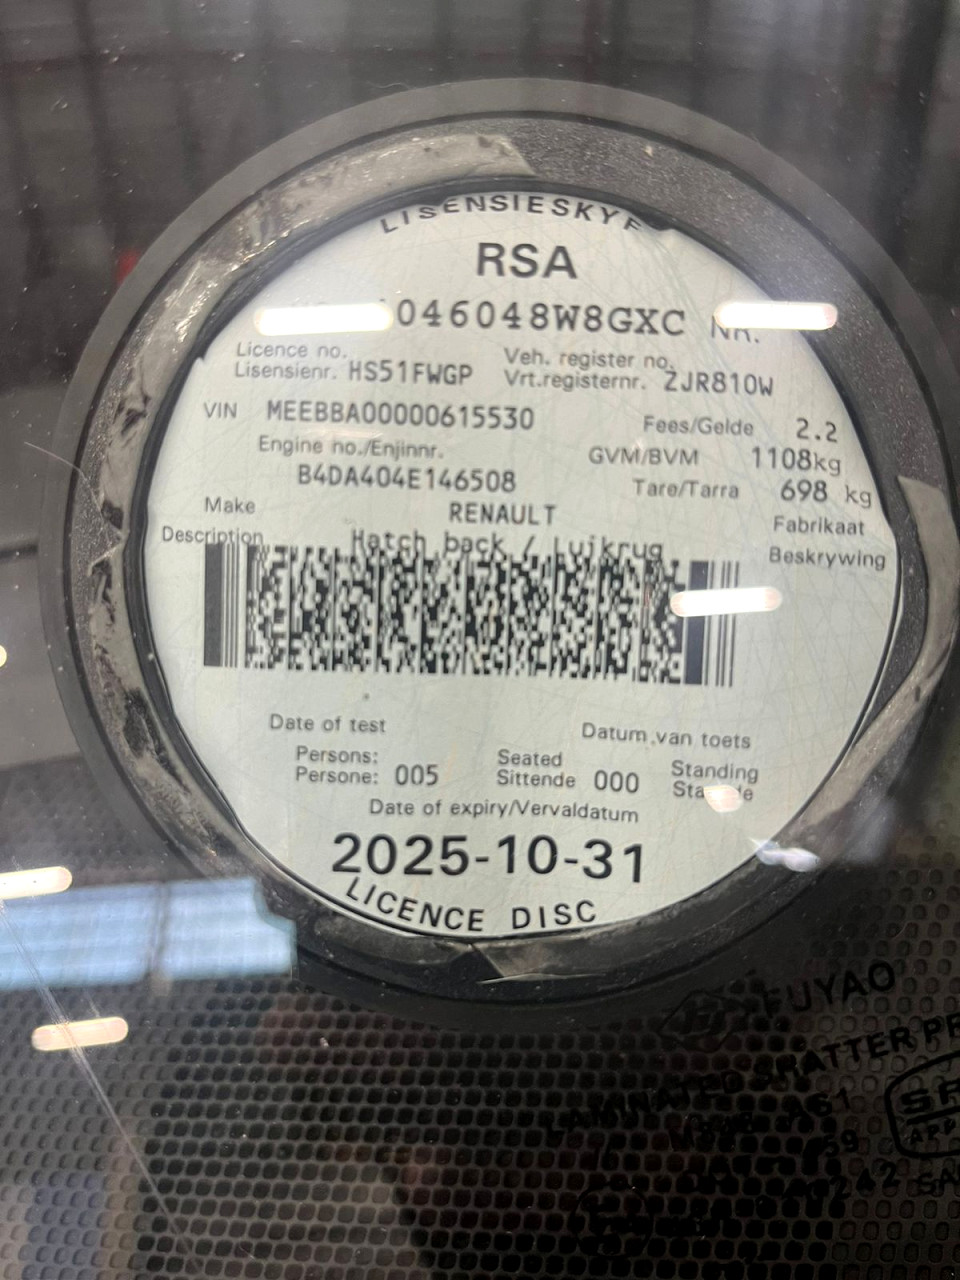 LISENSIESKYF
RSA
046048W8GXC NR.
Licence no. Veh. register no.
Lisensienr. HS51FWGP Vrt.registernr. ZJR810W
VIN MEEBBA00000615530 Fees/Gelde 2.2
Engine no./Enjinnr. GVM/BVM 1108kg
B4DA404E146508 Tare/Tarra 698 kg
Make RENAULT Fabrikaat
Description Hatch back / Luikrug Beskrywing
Date of test Datum van toets
Persons: Seated Standing
Persone: 005 Sittende 000
Date of expiry/Vervaldatum
2025-10-31
LICENCE DISC
FUYAO
LAMINATED SHATTER